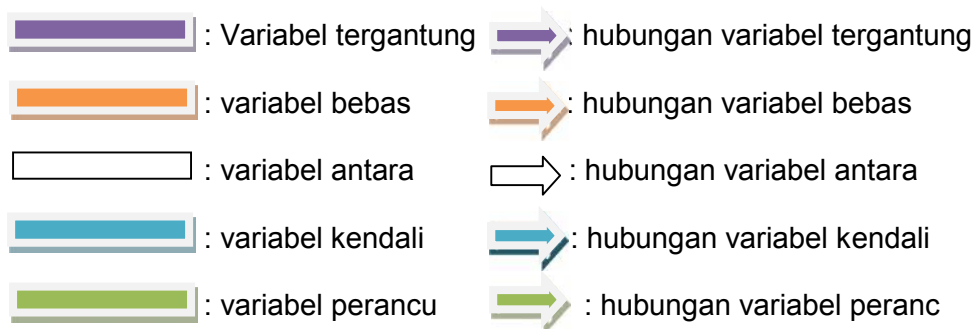 : Variabel tergantung : hubungan variabel tergantung
: variabel bebas : hubungan variabel bebas
: variabel antara : hubungan variabel antara
: variabel kendali : hubungan variabel kendali
: variabel perancu : hubungan variabel peranc